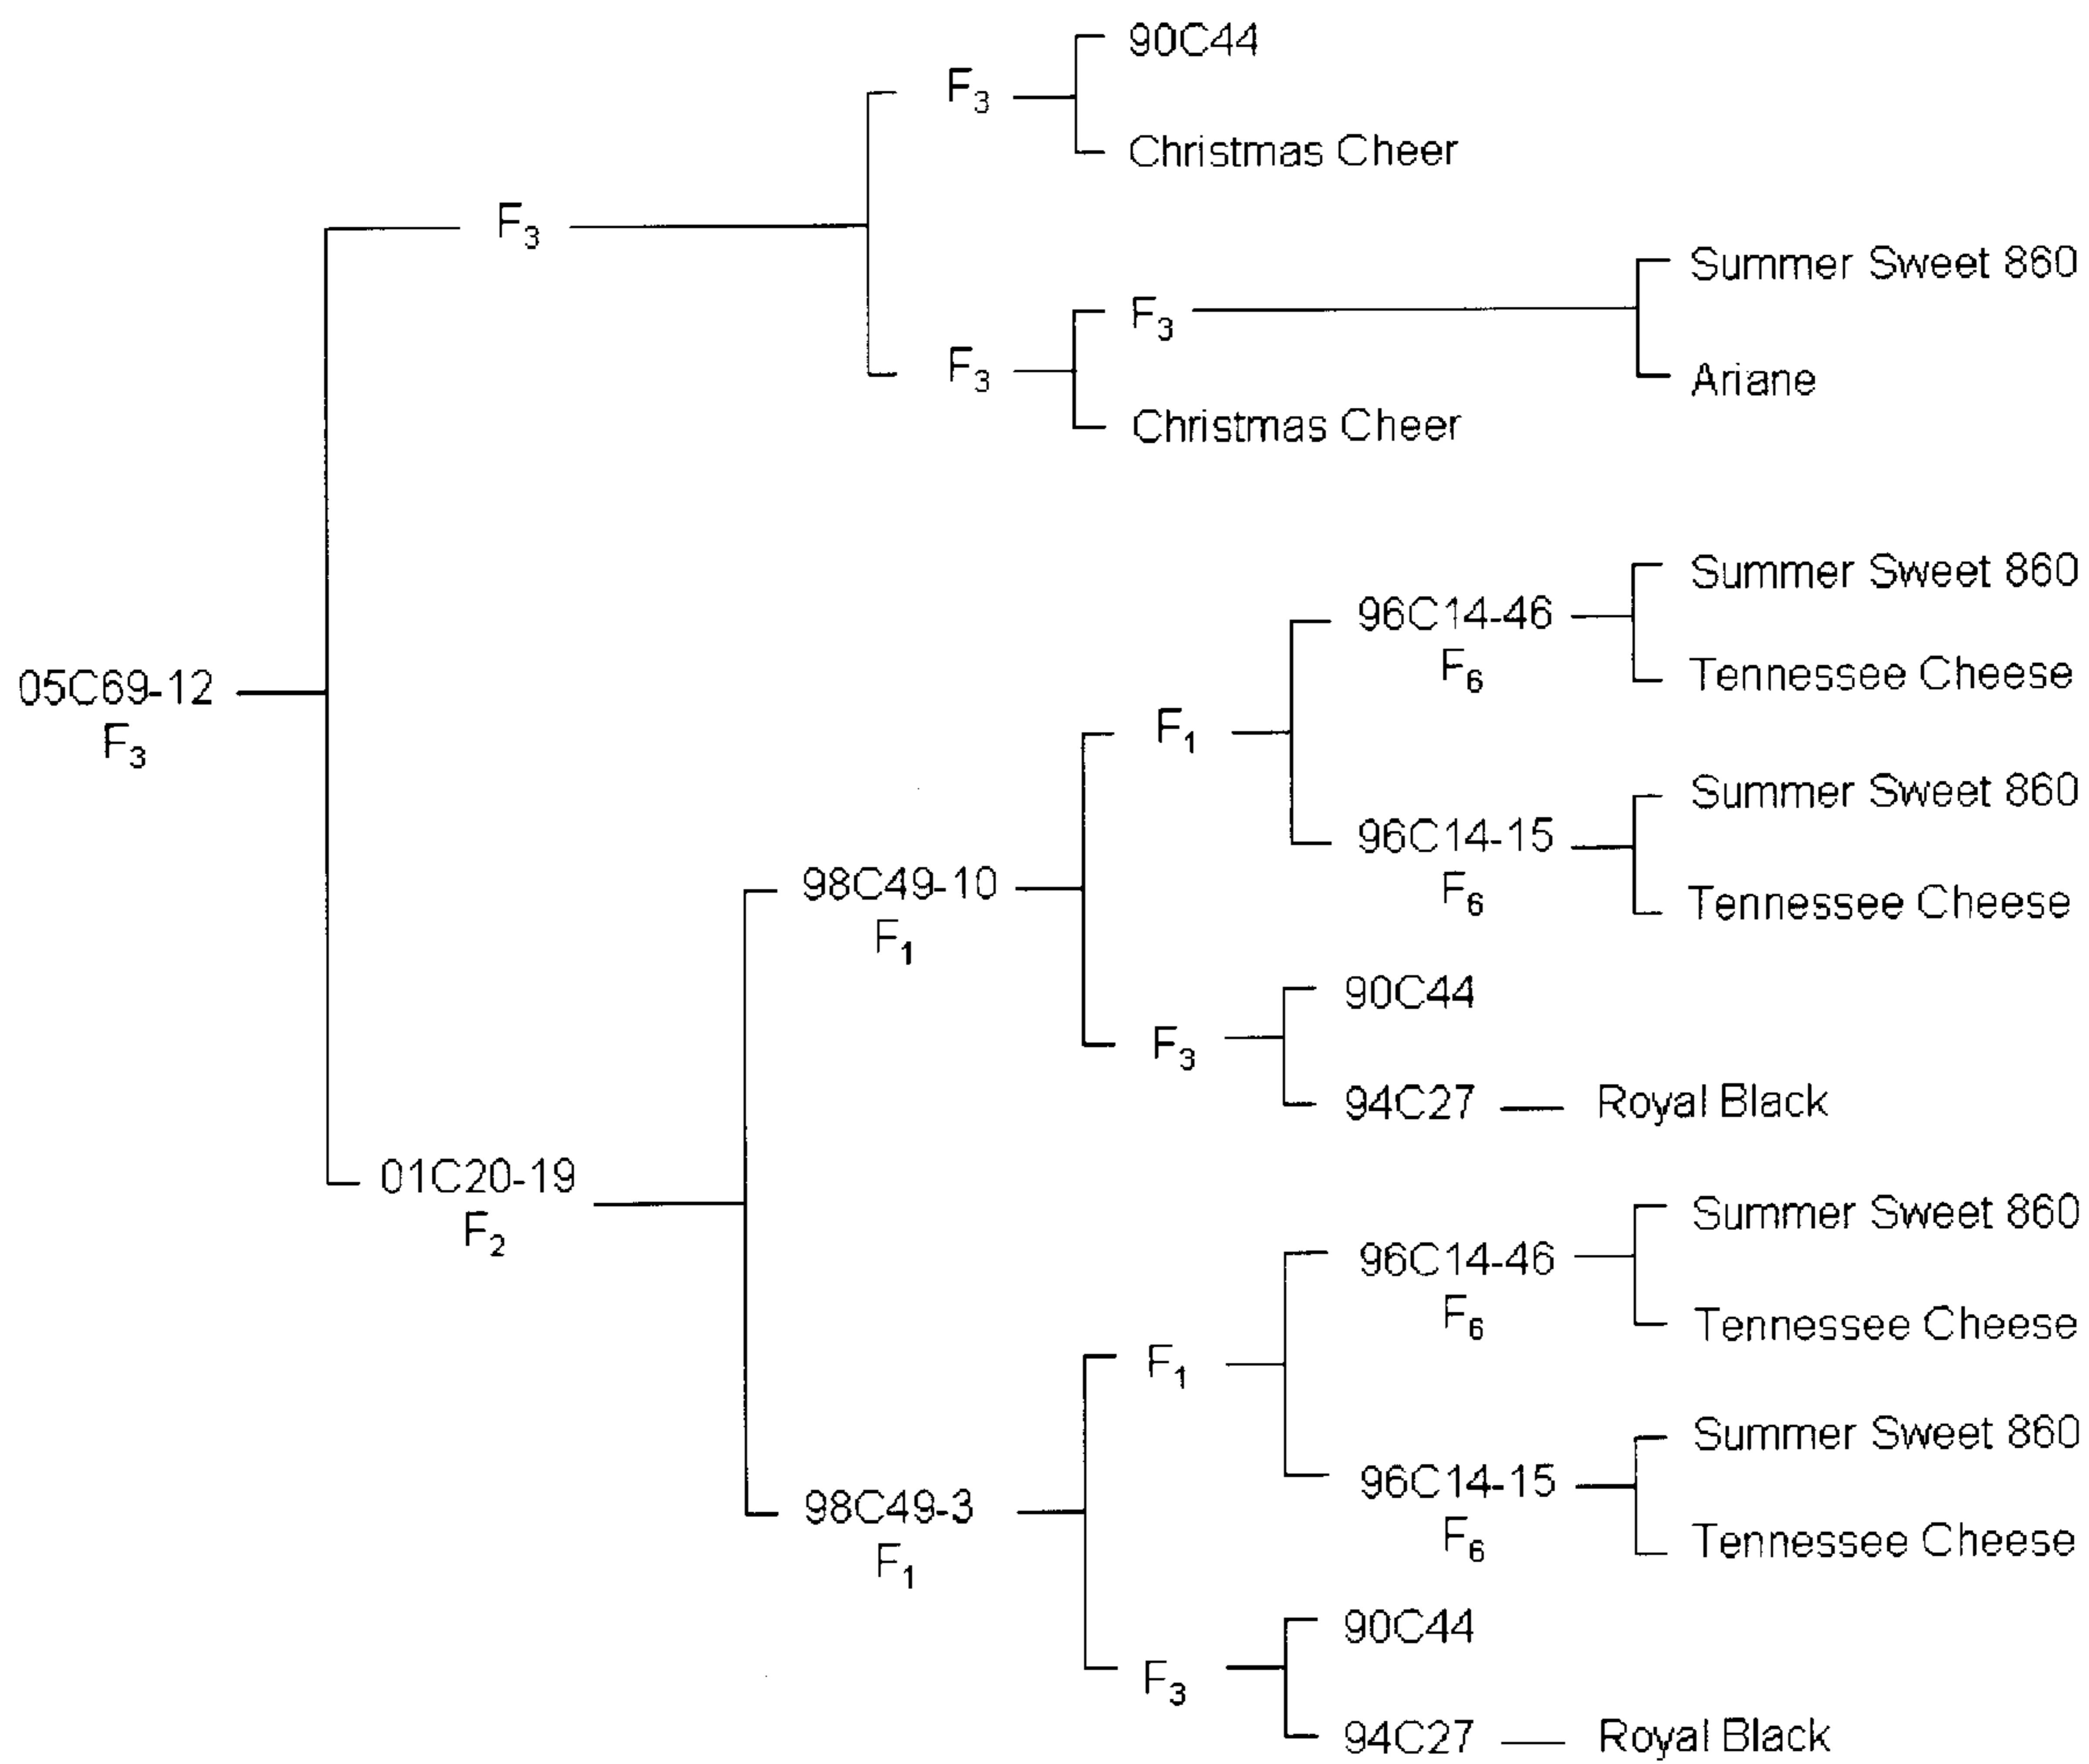 90C44
F₃
Christmas Cheer
F₃
Summer Sweet 860
F₃
Ariane
F₃
Christmas Cheer
Summer Sweet 860
96C14-46
F₆
Tennessee Cheese
05C69-12
F₃
F₁
Summer Sweet 860
96C14-15
F₆
Tennessee Cheese
98C49-10
F₁
90C44
F₃
94C27
Royal Black
01C20-19
F₂
Summer Sweet 860
96C14-46
F₆
Tennessee Cheese
F₁
Summer Sweet 860
96C14-15
F₆
Tennessee Cheese
98C49-3
F₁
90C44
F₃
94C27
Royal Black